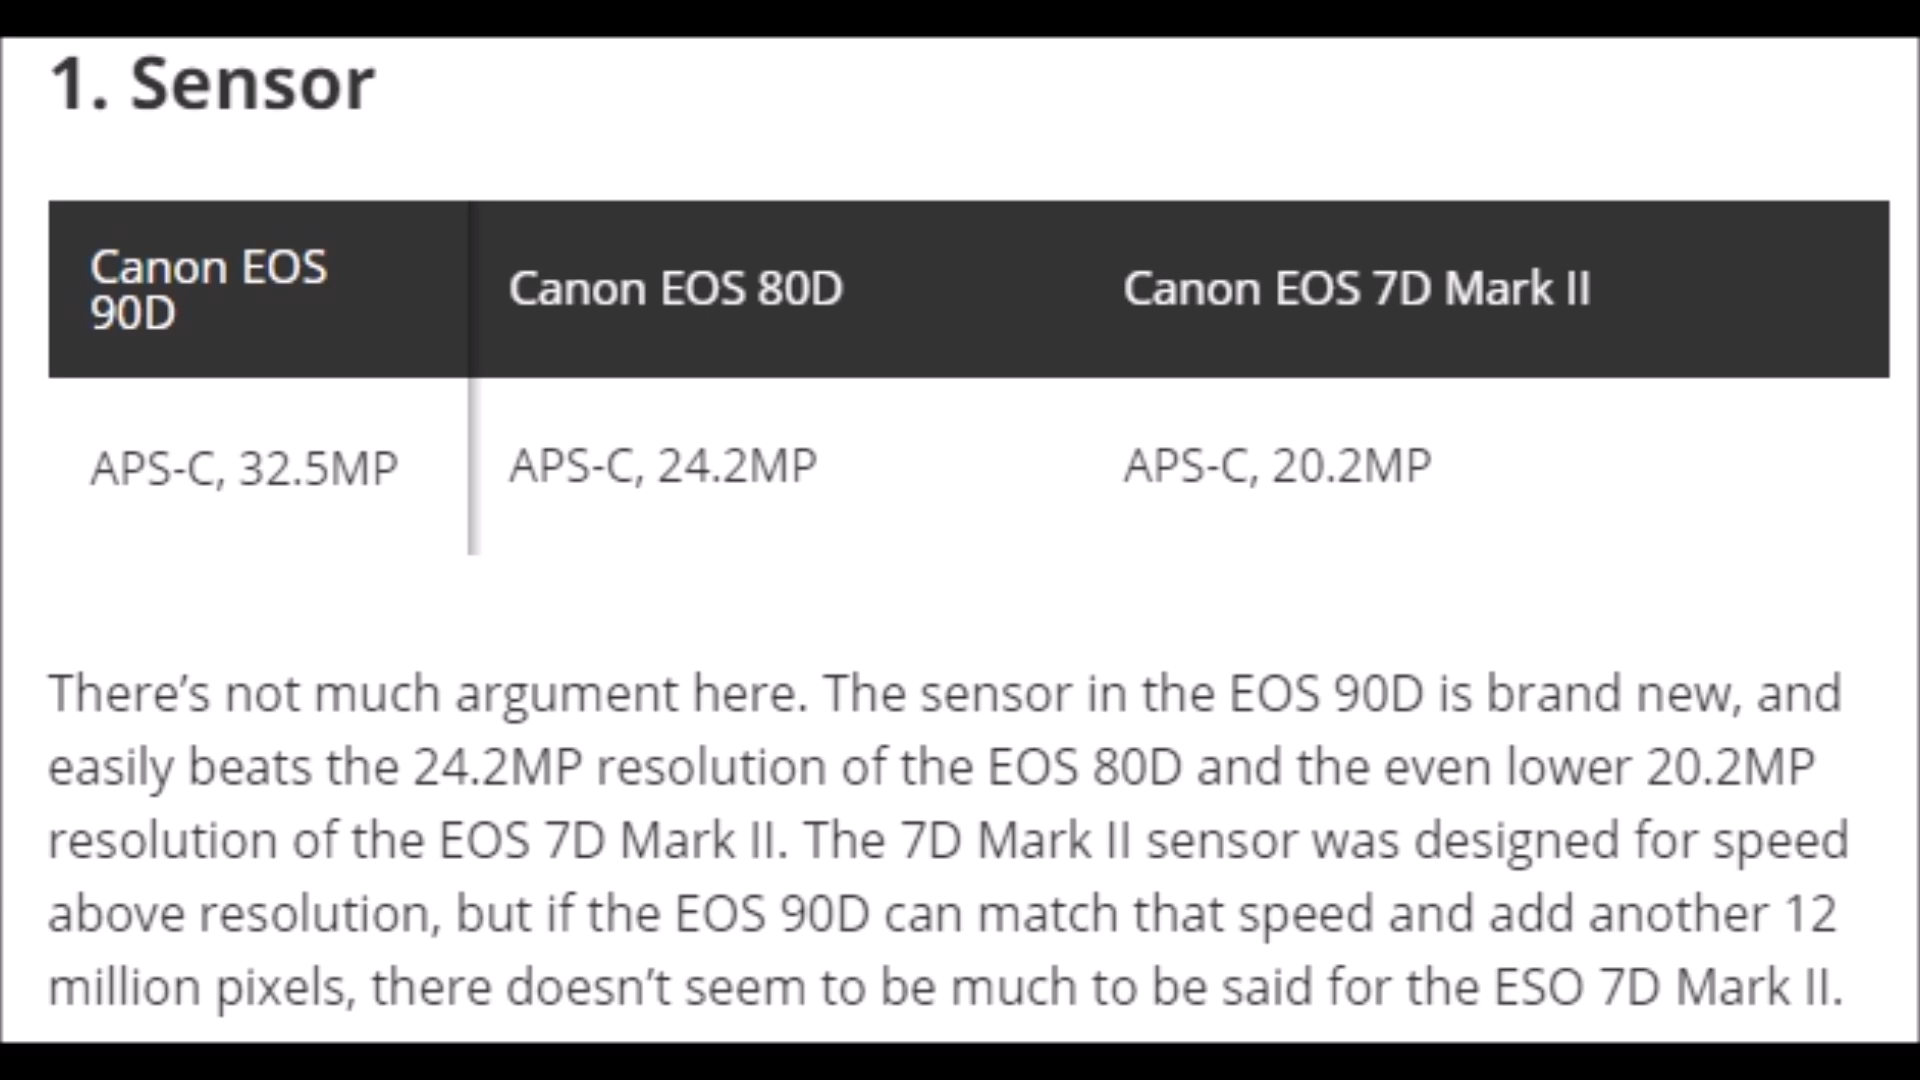 1. Sensor
Canon EOS
90D
Canon EOS 80D
Canon EOS 7D Mark II
APS-C, 32.5MP
APS-C, 24.2MP
APS-C, 20.2MP
There’s not much argument here. The sensor in the EOS 90D is brand new, and
easily beats the 24.2MP resolution of the EOS 80D and the even lower 20.2MP
resolution of the EOS 7D Mark II. The 7D Mark II sensor was designed for speed
above resolution, but if the EOS 90D can match that speed and add another 12
million pixels, there doesn’t seem to be much to be said for the ESO 7D Mark II.